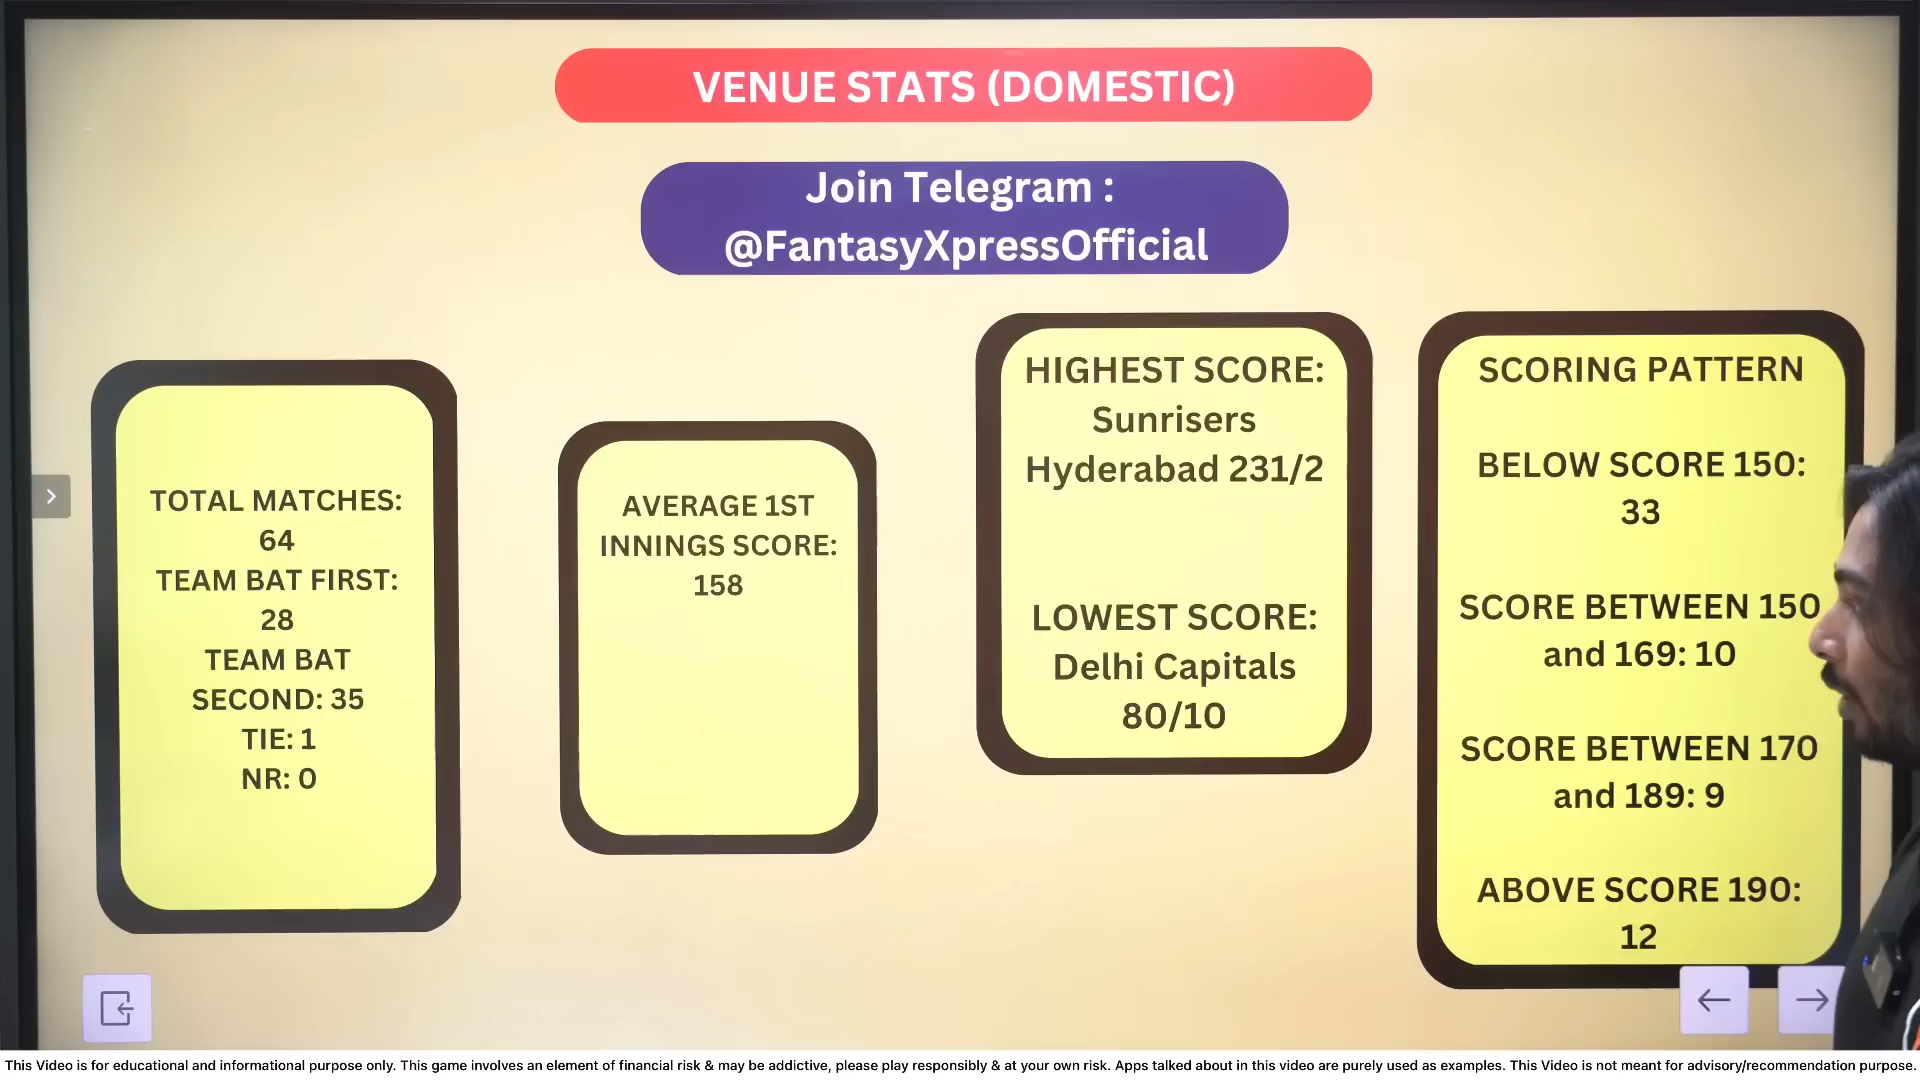 VENUE STATS (DOMESTIC)
Join Telegram :
@FantasyXpressOfficial
TOTAL MATCHES:
64
TEAM BAT FIRST:
28
TEAM BAT
SECOND: 35
TIE: 1
NR: 0
AVERAGE 1ST
INNINGS SCORE:
158
HIGHEST SCORE:
Sunrisers
Hyderabad 231/2
LOWEST SCORE:
Delhi Capitals
80/10
SCORING PATTERN
BELOW SCORE 150:
33
SCORE BETWEEN 150
and 169: 10
SCORE BETWEEN 170
and 189: 9
ABOVE SCORE 190:
12
This Video is for educational and informational purpose only. This game involves an element of financial risk & may be addictive, please play responsibly & at your own risk. Apps talked about in this video are purely used as examples. This Video is not meant for advisory/recommendation purpose.